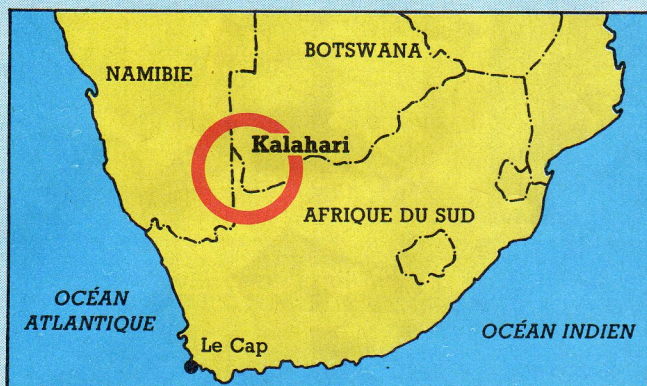 BOTSWANA
NAMIBIE
Kalahari
AFRIQUE DU SUD
OCÉAN
ATLANTIQUE
OCÉAN INDIEN
Le Cap